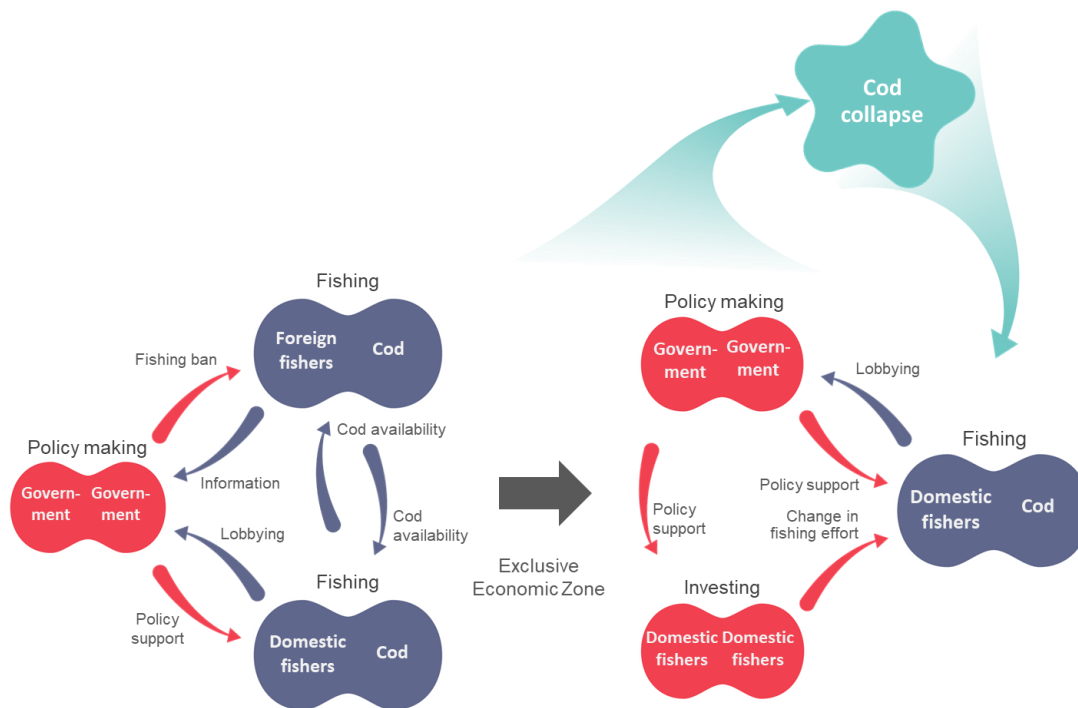 Cod
collapse
Fishing
Foreign
fishers
Cod
Fishing ban
Cod availability
Policy making
Govern-
ment
Govern-
ment
Information
Lobbying
Cod
availability
Policy
support
Fishing
Domestic
fishers
Cod
Exclusive
Economic Zone
Policy making
Govern-
ment
Govern-
ment
Lobbying
Fishing
Policy support
Domestic
fishers
Cod
Policy
support
Change in
fishing effort
Investing
Domestic
fishers
Domestic
fishers